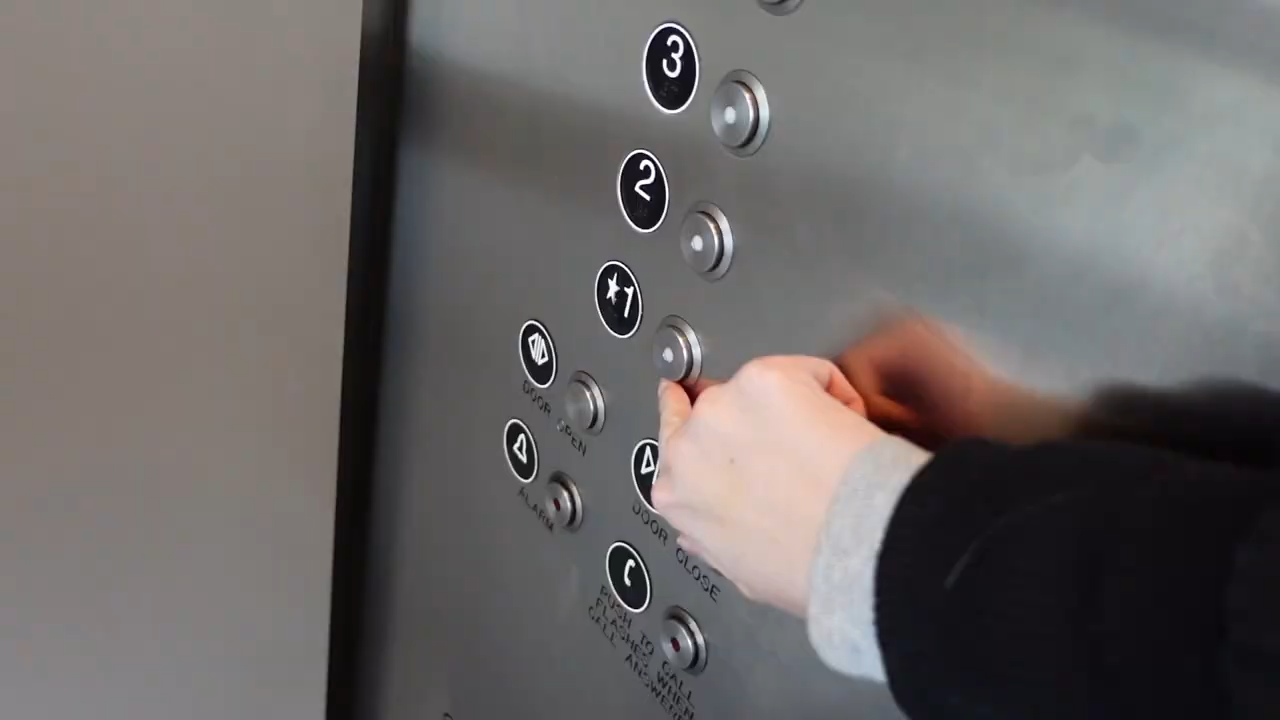 3
2
★1
DOOR OPEN
ALARM
DOOR CLOSE
PUSH TO CALL
FLASHES WHEN
CALL ANSWERED